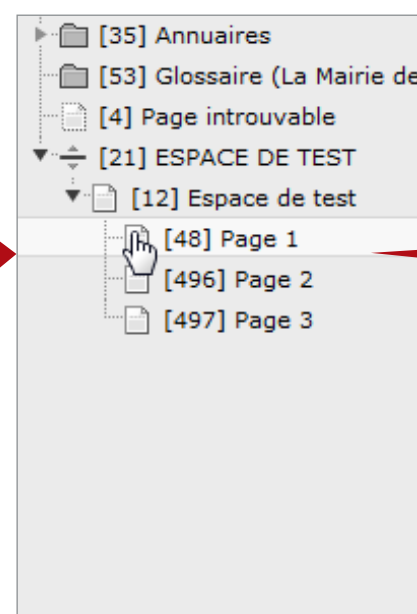 [35] Annuaires
[53] Glossaire (La Mairie de
[4] Page introuvable
[21] ESPACE DE TEST
[12] Espace de test
[48] Page 1
[496] Page 2
[497] Page 3